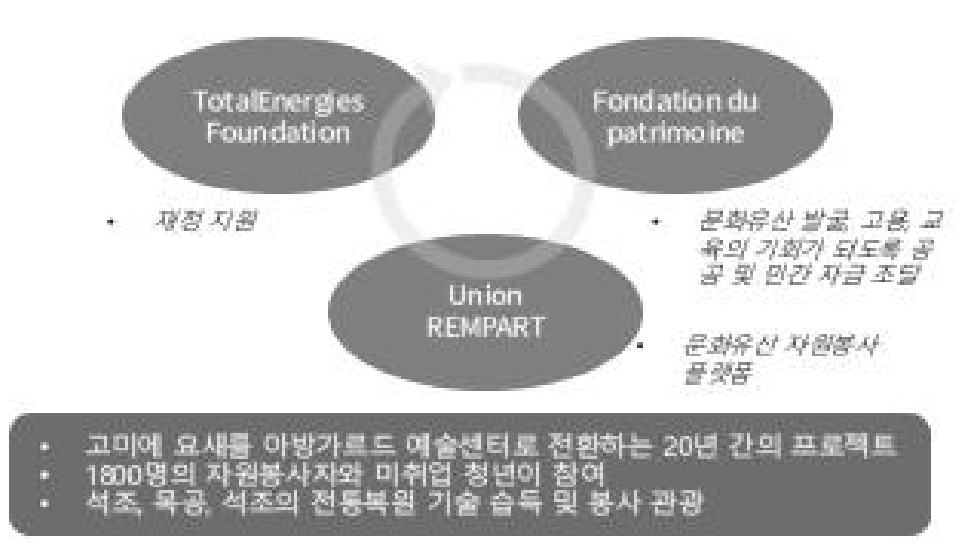 TotalEnergies
Foundation
Fondation du
patrimoine
• 재정 지원
• 문화유산 발굴, 고용, 교
육의 기회가 되도록 공
공 및 민간 자금 조달
Union
REMPART
• 문화유산 자원봉사
플랫폼
• 고미에 요새를 아방가르드 예술센터로 전환하는 20년 간의 프로젝트
• 1800명의 자원봉사자와 미취업 청년이 참여
• 석조, 목공, 석조의 전통복원 기술 습득 및 봉사 관광